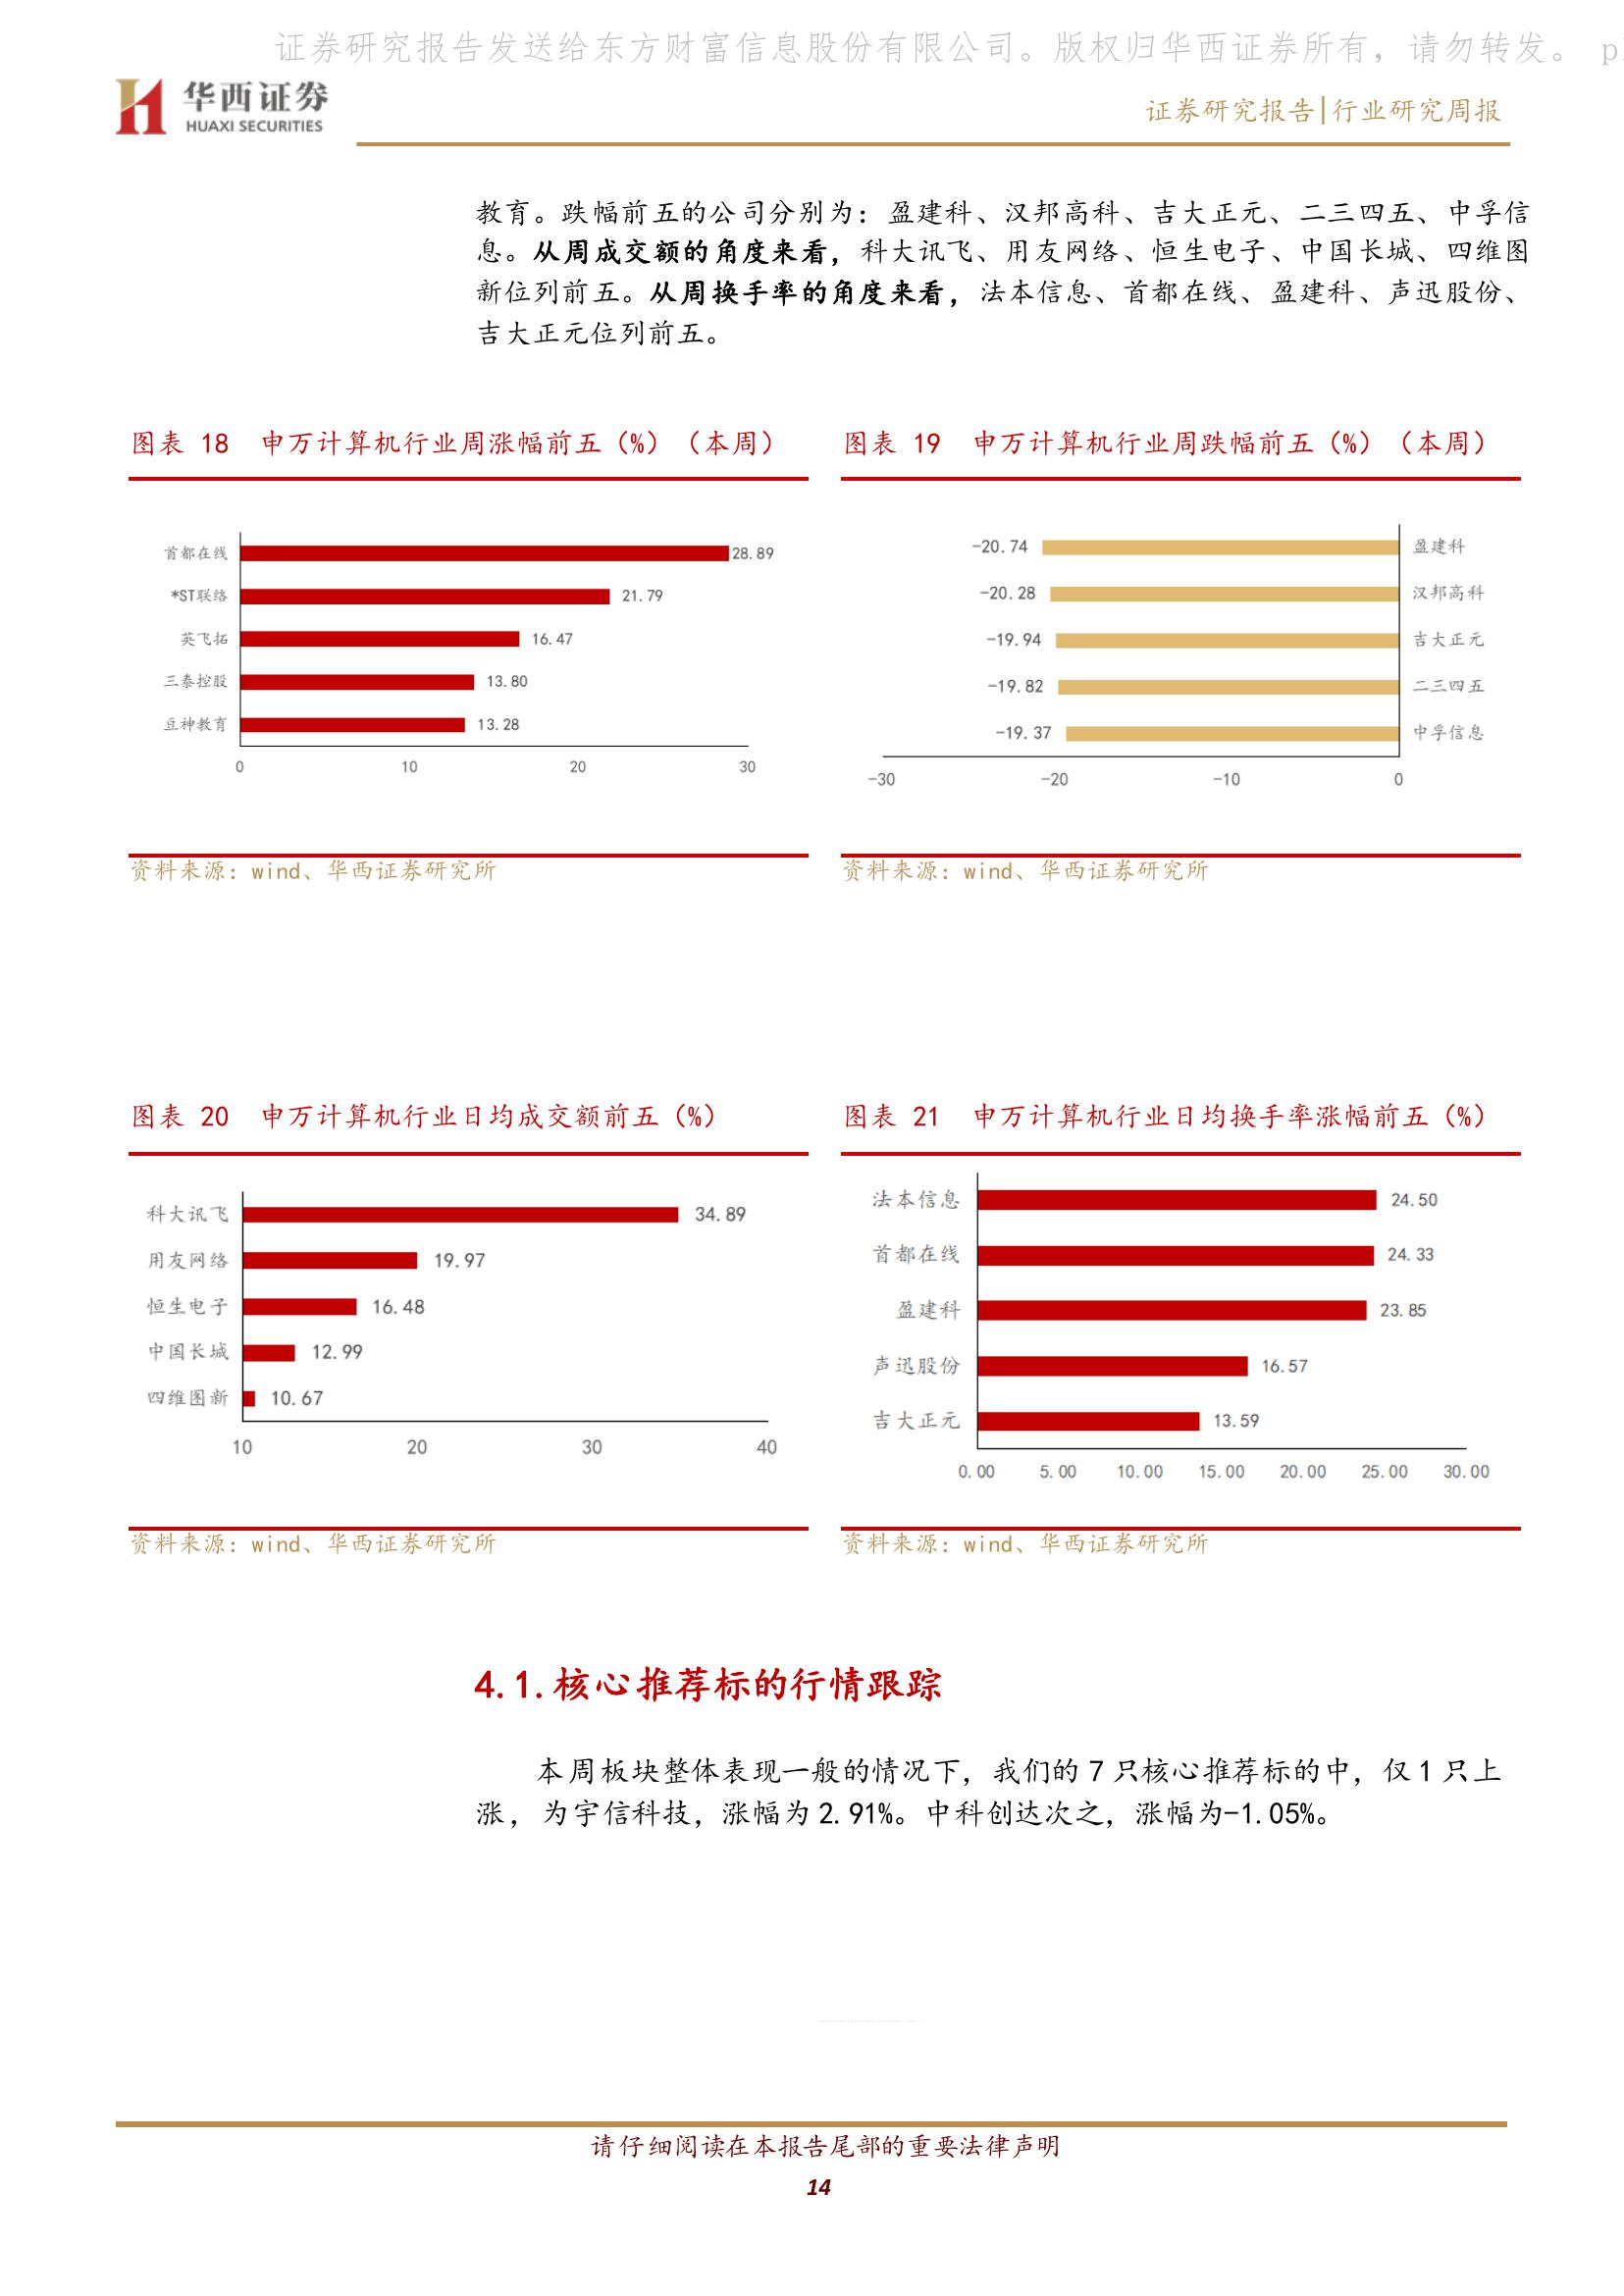 证券研究报告发送给东方财富信息股份有限公司。版权归华西证券所有，请勿转发。 p
华西证券
HUAXI SECURITIES
证券研究报告|行业研究周报
教育。跌幅前五的公司分别为：盈建科、汉邦高科、吉大正元、二三四五、中孚信
息。从周成交额的角度来看，科大讯飞、用友网络、恒生电子、中国长城、四维图
新位列前五。从周换手率的角度来看，法本信息、首都在线、盈建科、声迅股份、
吉大正元位列前五。
图表 18 申万计算机行业周涨幅前五（%）（本周）
首都在线 28.89
*ST联络 21.79
英飞拓 16.47
三泰控股 13.80
豆神教育 13.28
0 10 20 30
资料来源：wind、华西证券研究所
图表 19 申万计算机行业周跌幅前五（%）（本周）
-20.74 盈建科
-20.28 汉邦高科
-19.94 吉大正元
-19.82 二三四五
-19.37 中孚信息
-30 -20 -10 0
资料来源：wind、华西证券研究所
图表 20 申万计算机行业日均成交额前五（%）
科大讯飞 34.89
用友网络 19.97
恒生电子 16.48
中国长城 12.99
四维图新 10.67
10 20 30 40
资料来源：wind、华西证券研究所
图表 21 申万计算机行业日均换手率涨幅前五（%）
法本信息 24.50
首都在线 24.33
盈建科 23.85
声迅股份 16.57
吉大正元 13.59
0.00 5.00 10.00 15.00 20.00 25.00 30.00
资料来源：wind、华西证券研究所
4.1.核心推荐标的行情跟踪
本周板块整体表现一般的情况下，我们的 7 只核心推荐标的中，仅 1 只上
涨，为宇信科技，涨幅为 2.91%。中科创达次之，涨幅为-1.05%。
请仔细阅读在本报告尾部的重要法律声明
14